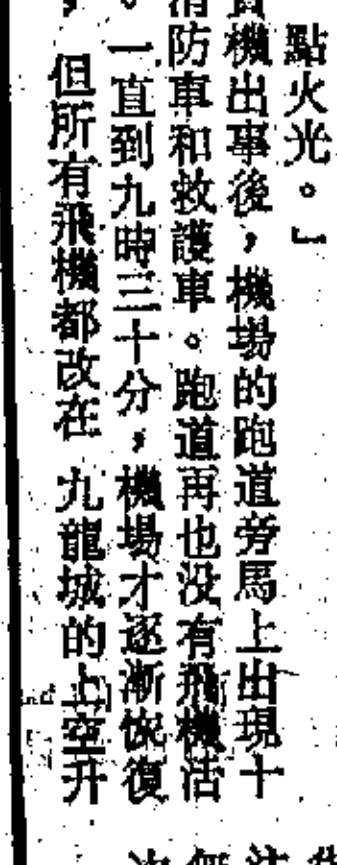 點火光。」
機出事後，機場的跑道旁馬上出現十
消防車和救護車。跑道再也没有飛機活
。一直到九時三十分，機場才逐漸恢復
，但所有飛機都改在九龍城的上空升